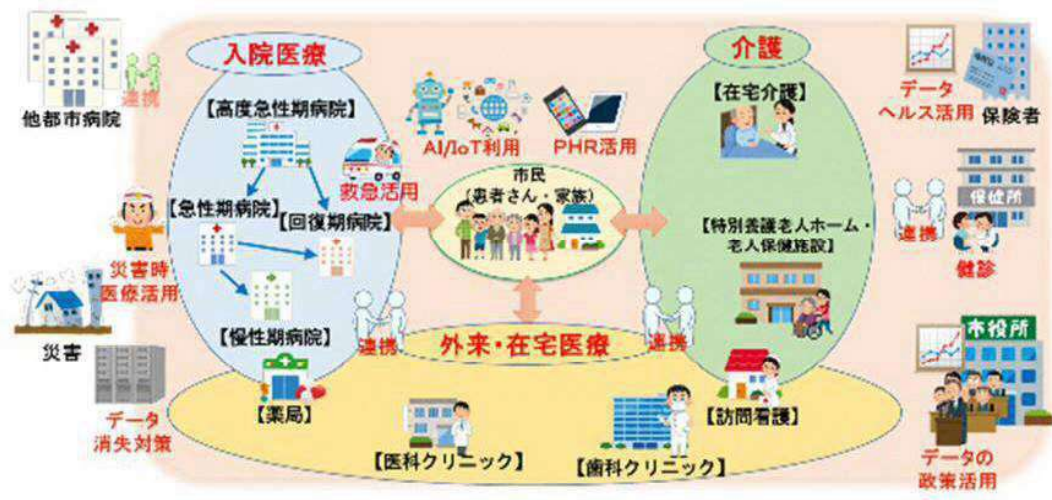 入院医療
介護
【高度急性期病院】
【在宅介護】
連携
他都市病院
AI/IoT利用
PHR活用
データ
ヘルス活用
保険者
救急活用
市民
(患者さん・家族)
【急性期病院】
【回復期病院】
【特別養護老人ホーム・
老人保健施設】
保健所
連携
健診
災害時
医療活用
災害
【慢性期病院】
連携
外来・在宅医療
連携
市役所
データ
消失対策
【薬局】
【訪問看護】
【医科クリニック】
【歯科クリニック】
データの
政策活用